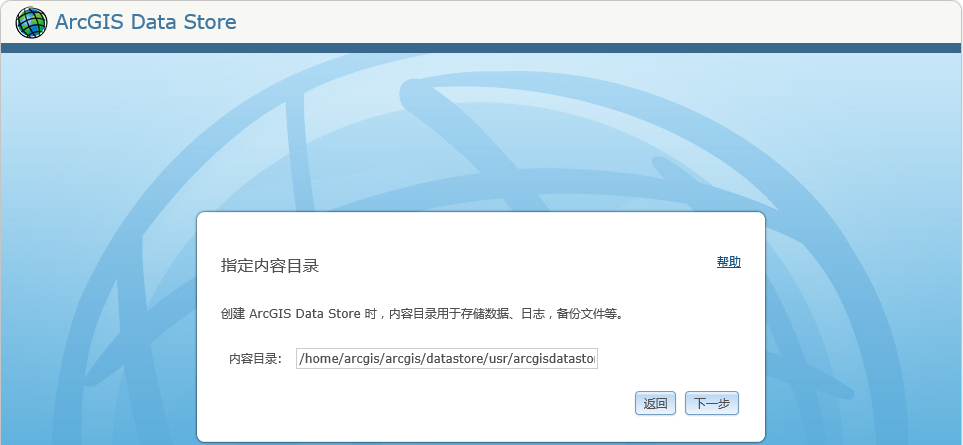 ArcGIS Data Store
指定内容目录
帮助
创建 ArcGIS Data Store 时，内容目录用于存储数据、日志，备份文件等。
内容目录： /home/arcgis/arcgis/datastore/usr/arcgisdatasto
返回 下一步